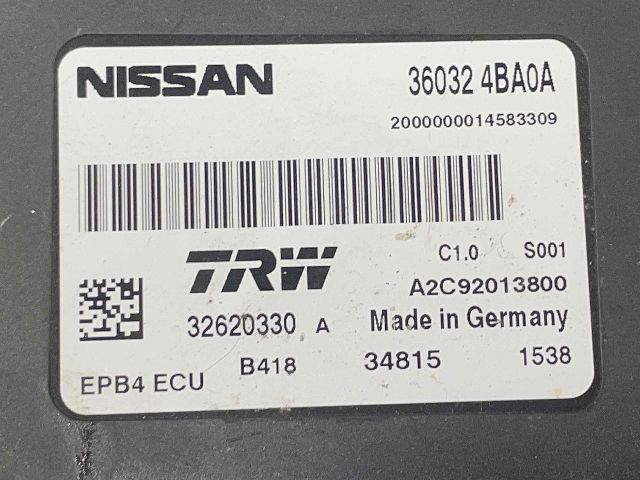 NISSAN 36032 4BA0A
2000000014583309
TRW C1.0 S001
A2C92013800
32620330 A Made in Germany
EPB4 ECU B418 34815 1538